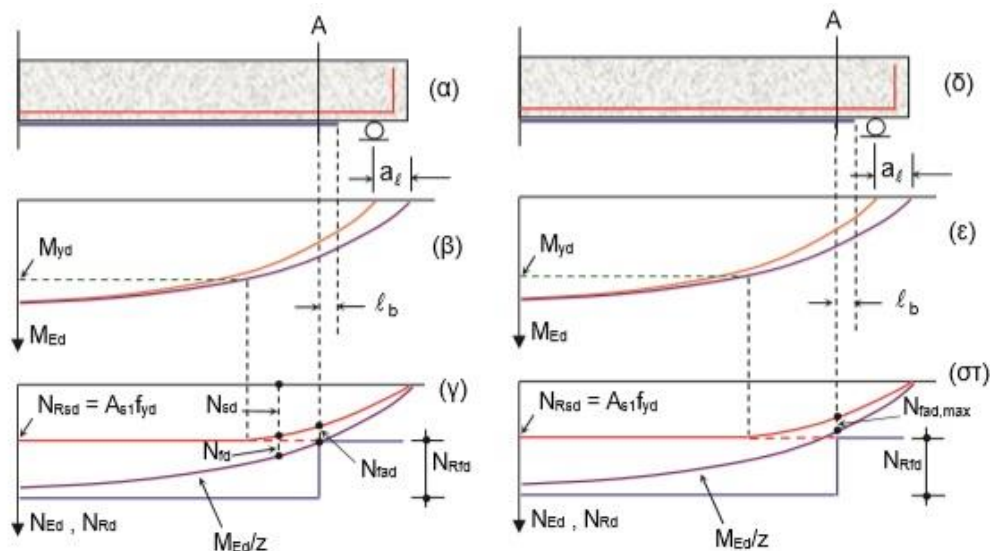 A
(α)
a_ℓ
M_yd
(β)
ℓ_b
M_Ed
(γ)
N_Rsd = A_s1f_yd
N_sd
N_fd
N_fad
N_Rfd
M_Ed/z
N_Ed , N_Rd
A
(δ)
a_ℓ
M_yd
(ε)
ℓ_b
M_Ed
(στ)
N_Rsd = A_s1f_yd
N_fad,max
N_Rfd
M_Ed/z
N_Ed , N_Rd